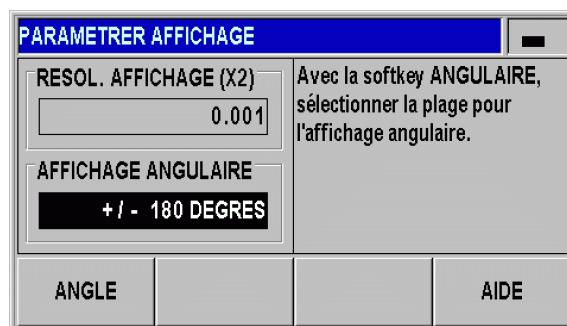 PARAMETRER AFFICHAGE
RESOL. AFFICHAGE (X2)
0.001
AFFICHAGE ANGULAIRE
+/- 180 DEGRES
Avec la softkey ANGULAIRE,
sélectionner la plage pour
l'affichage angulaire.
ANGLE
AIDE